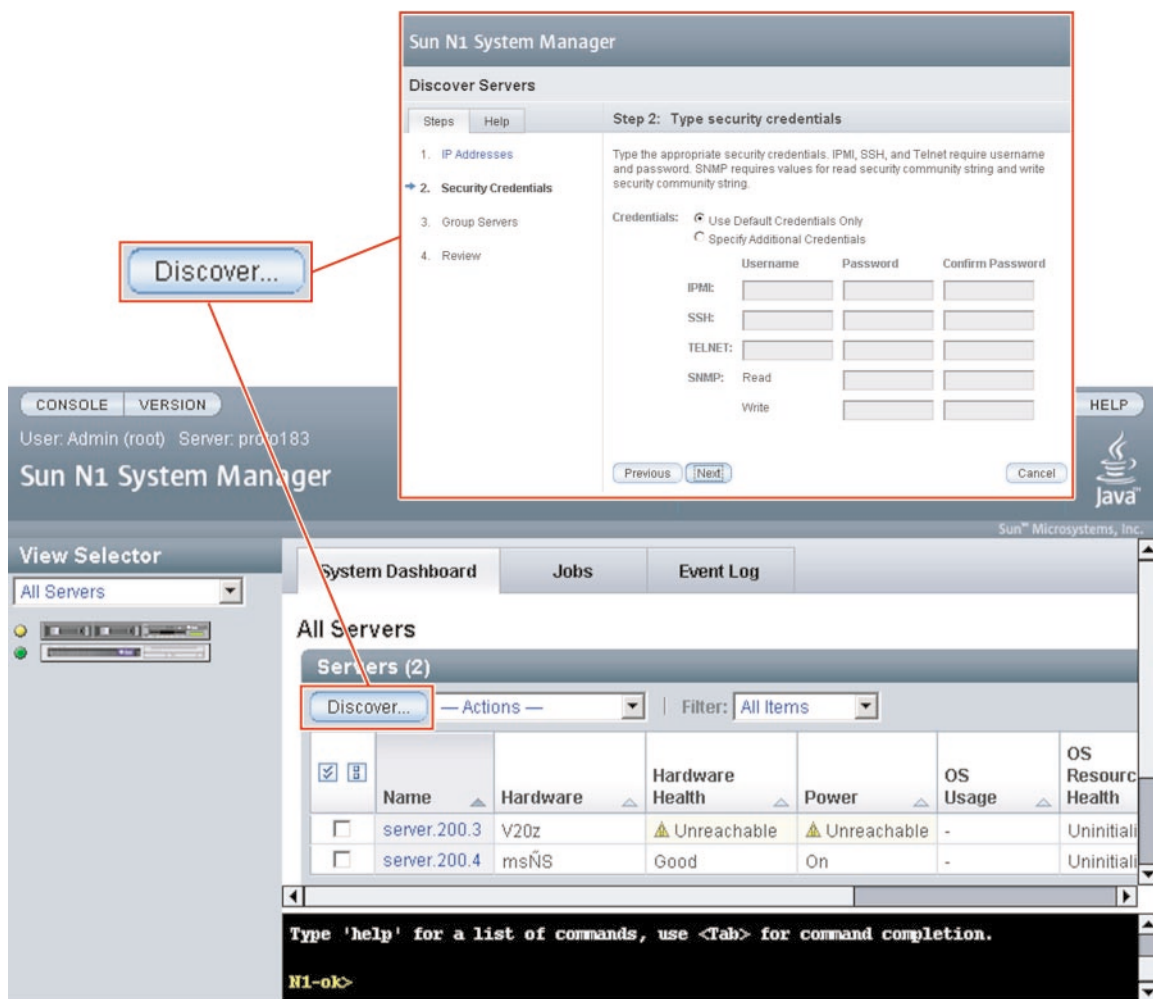 Sun N1 System Manager
Discover Servers
Steps Help
Step 2: Type security credentials
1. IP Addresses
2. Security Credentials
3. Group Servers
4. Review
Type the appropriate security credentials. IPMI, SSH, and Telnet require username
and password. SNMP requires values for read security community string and write
security community string.
Credentials: Use Default Credentials Only
Specify Additional Credentials
Username Password Confirm Password
IPMI:
SSH:
TELNET:
SNMP: Read
Write
Previous Next Cancel
Discover...
CONSOLE VERSION HELP
User: Admin (root) Server: proto183
Sun N1 System Manager
Java™
Sun™ Microsystems, Inc.
View Selector
All Servers
System Dashboard Jobs Event Log
All Servers
Servers (2)
Discover... — Actions — Filter: All Items
Name Hardware Hardware Health Power OS Usage OS Resourc Health
server.200.3 V20z Unreachable Unreachable - Uninitiali
server.200.4 msÑS Good On - Uninitiali
Type 'help' for a list of commands, use <Tab> for command completion.
N1-ok>